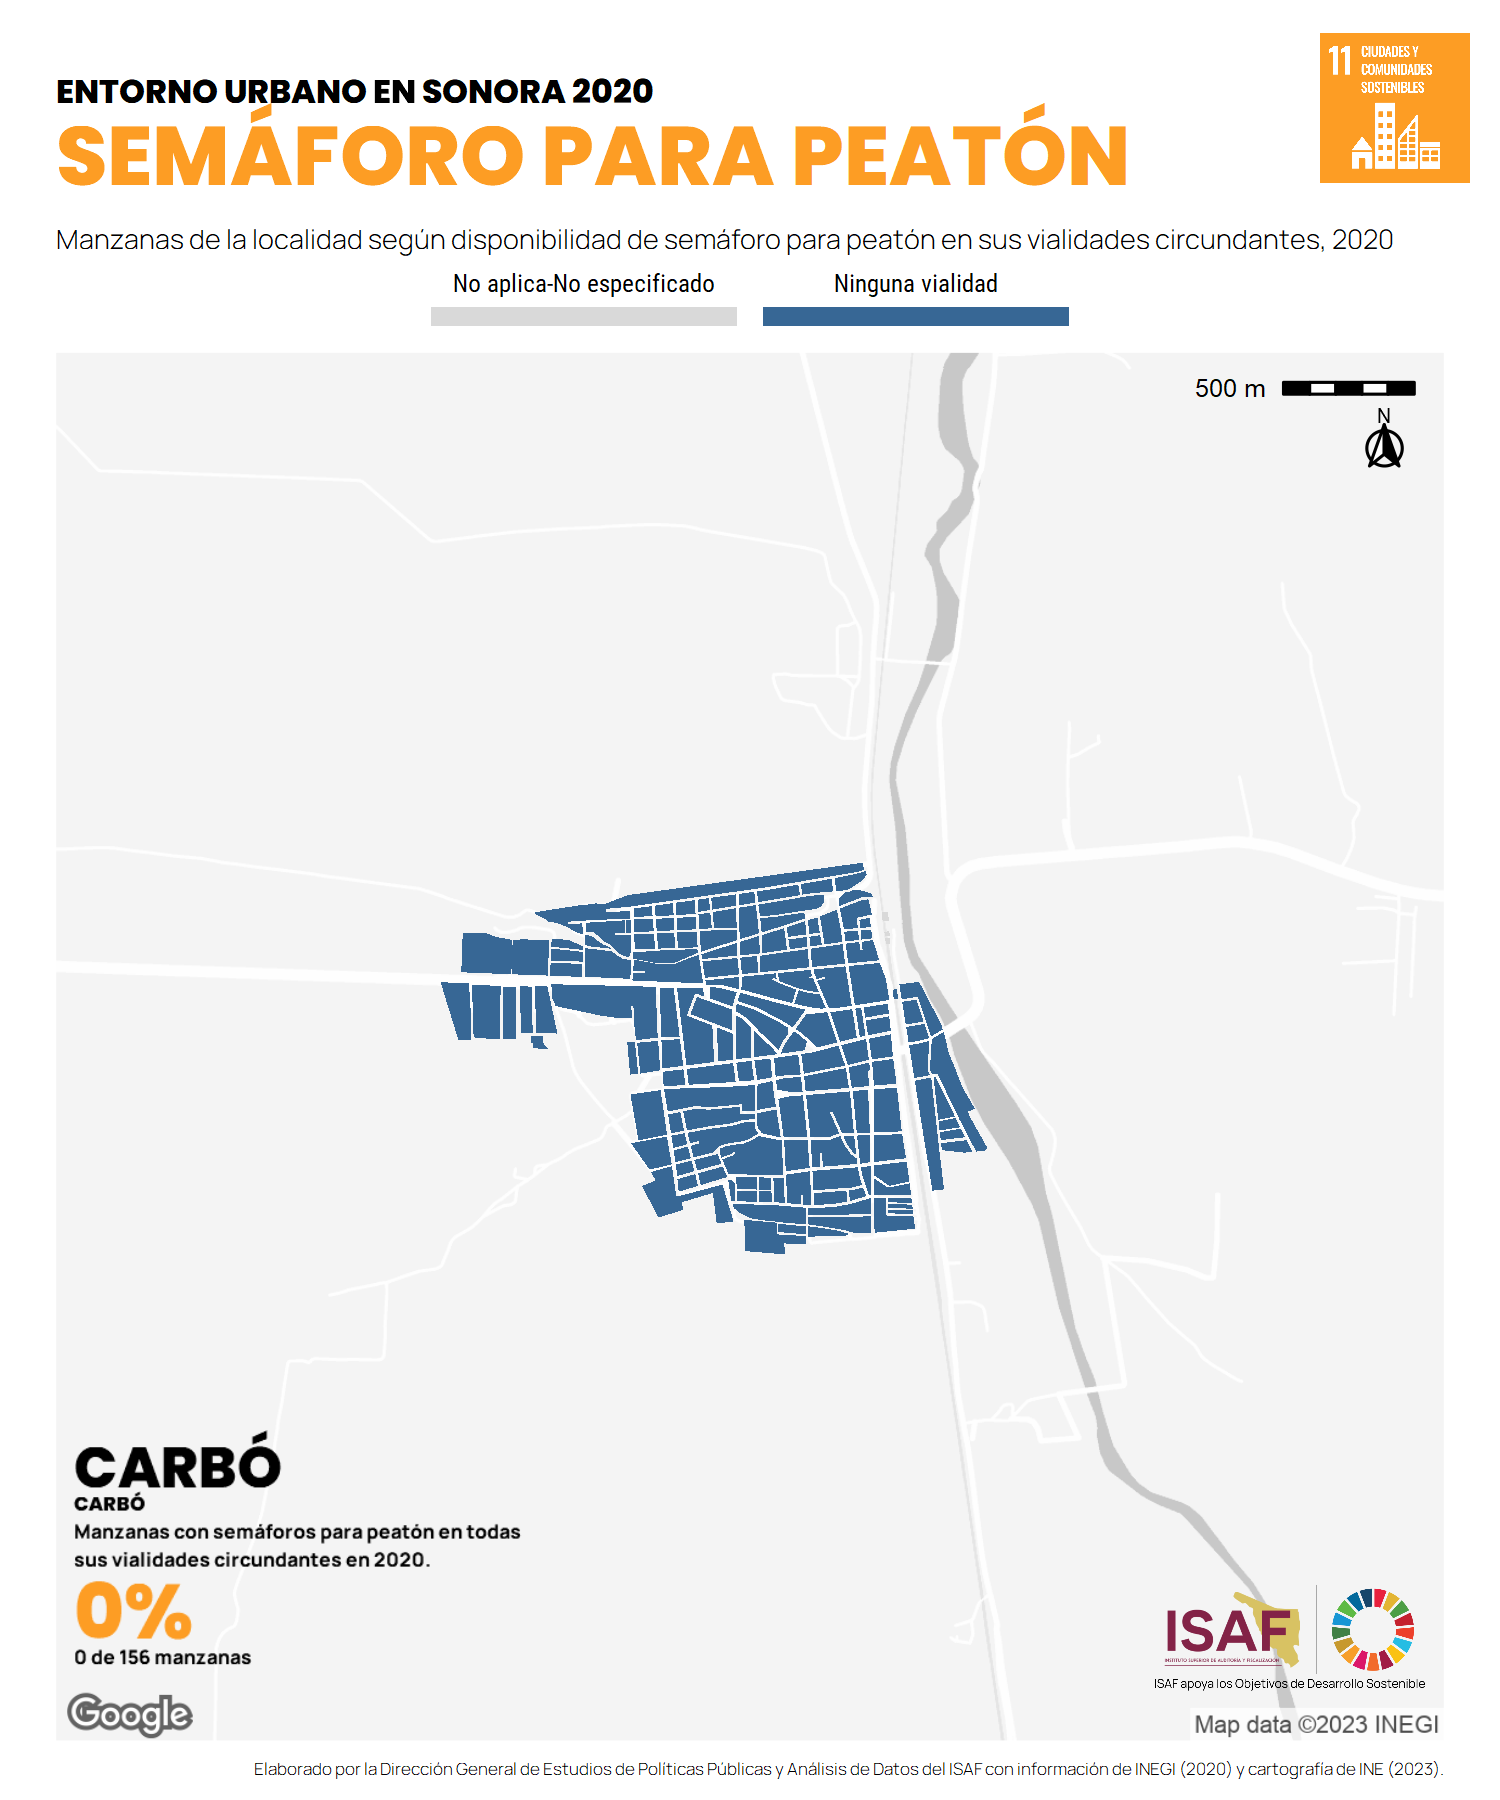 ENTORNO URBANO EN SONORA 2020
SEMÁFORO PARA PEATÓN
11 CIUDADES Y
COMUNIDADES
SOSTENIBLES
Manzanas de la localidad según disponibilidad de semáforo para peatón en sus vialidades circundantes, 2020
No aplica-No especificado
Ninguna vialidad
500 m
N
CARBÓ
CARBÓ
Manzanas con semáforos para peatón en todas
sus vialidades circundantes en 2020.
0%
0 de 156 manzanas
Google
ISAF
INSTITUTO SUPERIOR DE AUDITORÍA Y FISCALIZACIÓN
ISAF apoya los Objetivos de Desarrollo Sostenible
Map data ©2023 INEGI
Elaborado por la Dirección General de Estudios de Políticas Públicas y Análisis de Datos del ISAF con información de INEGI (2020) y cartografía de INE (2023).